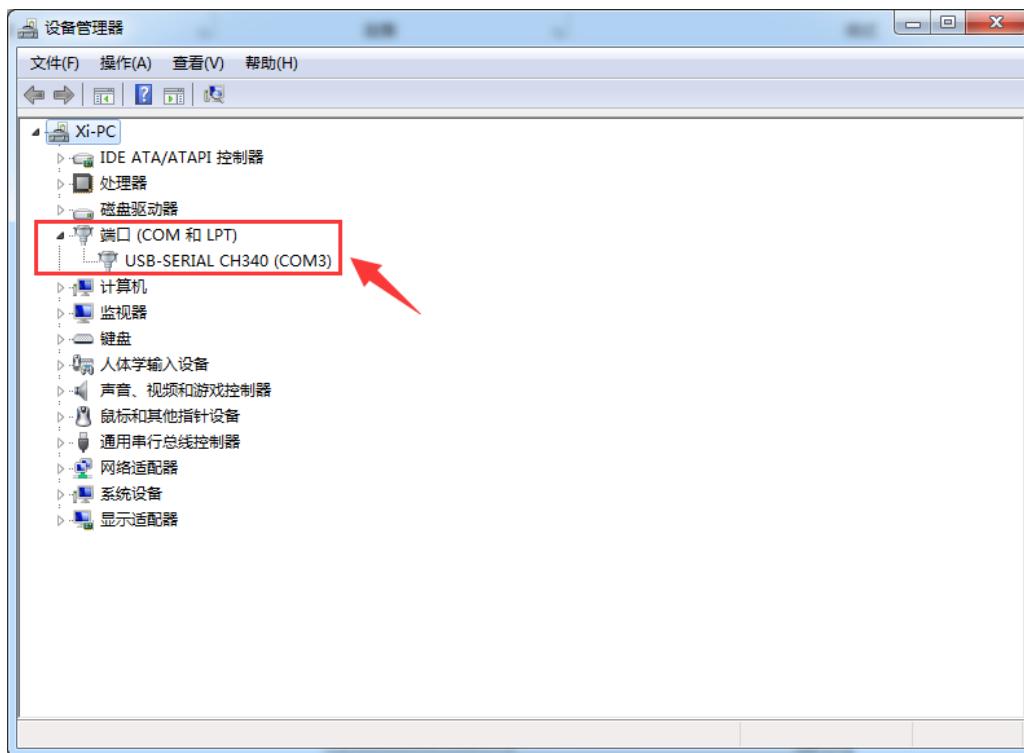 设备管理器
文件(F) 操作(A) 查看(V) 帮助(H)
Xi-PC
IDE ATA/ATAPI 控制器
处理器
磁盘驱动器
端口 (COM 和 LPT)
USB-SERIAL CH340 (COM3)
计算机
监视器
键盘
人体学输入设备
声音、视频和游戏控制器
鼠标和其他指针设备
通用串行总线控制器
网络适配器
系统设备
显示适配器